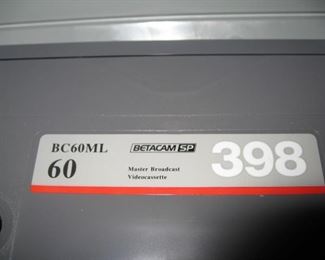 BC60ML BETACAM SP 398
60 Master Broadcast
Videocassette